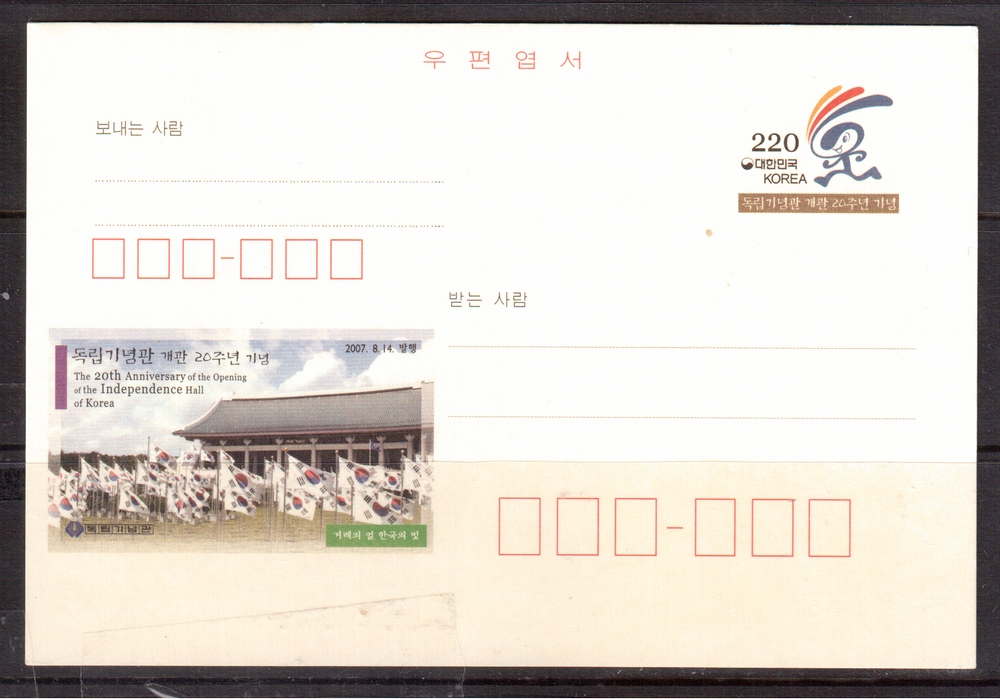 우편엽서
보내는 사람
220
대한민국
KOREA
독립기념관 개관 20주년 기념
받는 사람
독립기념관 개관 20주년 기념
2007. 8. 14. 발행
The 20th Anniversary of the Opening
of the Independence Hall
of Korea
독립기념관
겨레의 얼 한국의 빛